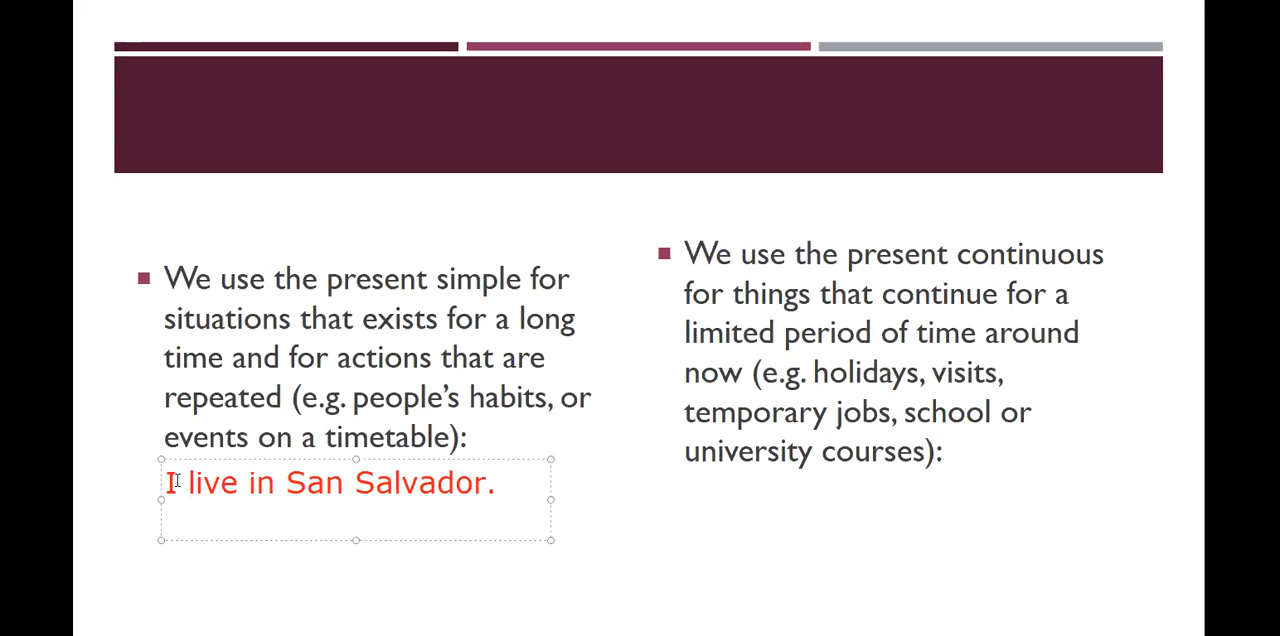 We use the present simple for
situations that exists for a long
time and for actions that are
repeated (e.g. people's habits, or
events on a timetable):
I live in San Salvador.
We use the present continuous
for things that continue for a
limited period of time around
now (e.g. holidays, visits,
temporary jobs, school or
university courses):